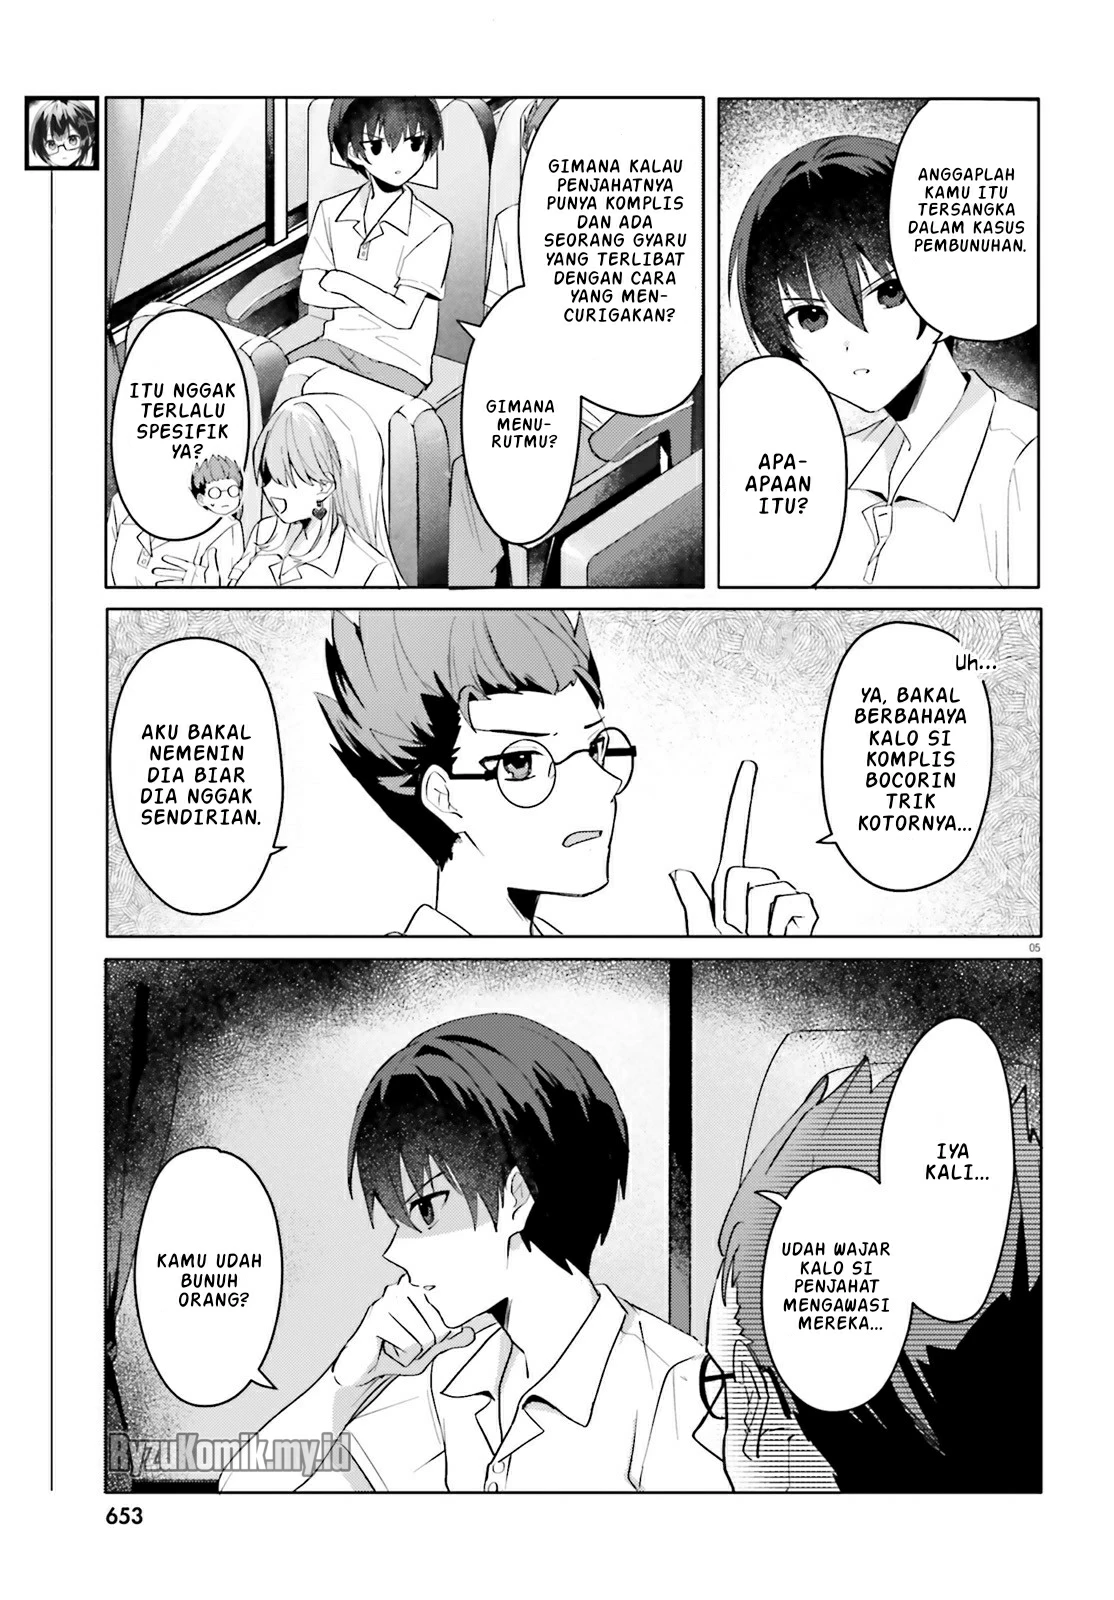 ANGGAPLAH
KAMU ITU
TERSANGKA
DALAM KASUS
PEMBUNUHAN.
APA-
APAAN
ITU?
GIMANA KALAU
PENJAHATNYA
PUNYA KOMPLIS
DAN ADA
SEORANG GYARU
YANG TERLIBAT
DENGAN CARA
YANG MEN-
CURIGAKAN?
GIMANA
MENU-
RUTMU?
ITU NGGAK
TERLALU
SPESIFIK
YA?
Uh...
YA, BAKAL
BERBAHAYA
KALO SI
KOMPLIS
BOCORIN
TRIK
KOTORNYA...
AKU BAKAL
NEMENIN
DIA BIAR
DIA NGGAK
SENDIRIAN.
05
IYA
KALI...
UDAH WAJAR
KALO SI
PENJAHAT
MENGAWASI
MEREKA...
KAMU UDAH
BUNUH
ORANG?
RyzuKomik.my.id
653